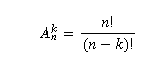 $A_n^k = \frac{n!}{(n-k)!}$